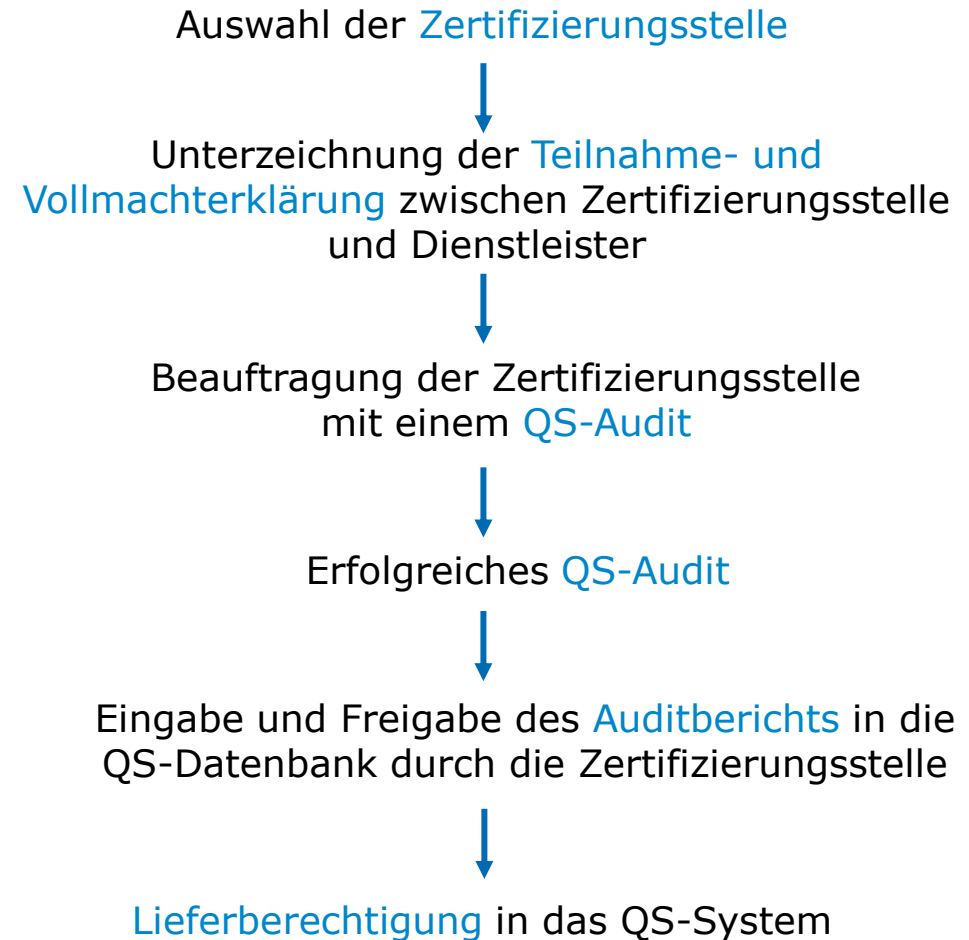 Auswahl der Zertifizierungsstelle
Unterzeichnung der Teilnahme- und
Vollmachterklärung zwischen Zertifizierungsstelle
und Dienstleister
Beauftragung der Zertifizierungsstelle
mit einem QS-Audit
Erfolgreiches QS-Audit
Eingabe und Freigabe des Auditberichts in die
QS-Datenbank durch die Zertifizierungsstelle
Lieferberechtigung in das QS-System